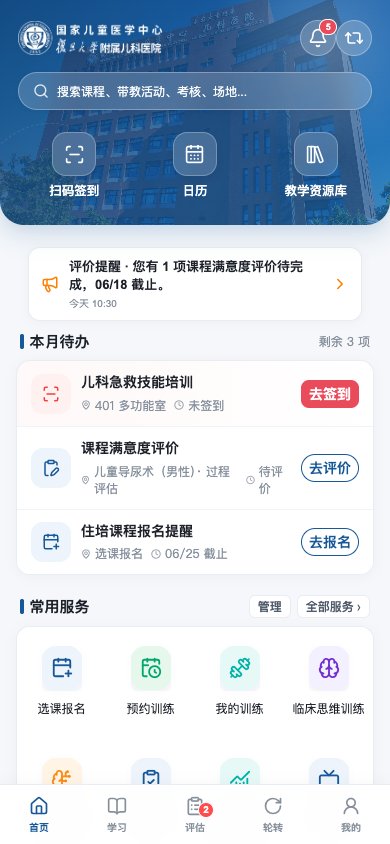 国家儿童医学中心
复旦大学附属儿科医院
5
搜索课程、带教活动、考核、场地...
扫码签到
日历
教学资源库
评价提醒 · 您有 1 项课程满意度评价待完
成，06/18 截止。
今天 10:30
本月待办
剩余 3 项
儿科急救技能培训
401 多功能室
未签到
去签到
课程满意度评价
儿童导尿术（男性）· 过程
评估
待评
价
去评价
住培课程报名提醒
选课报名
06/25 截止
去报名
常用服务
管理
全部服务 ›
选课报名
预约训练
我的训练
临床思维训练
首页
学习
2
评估
轮转
我的